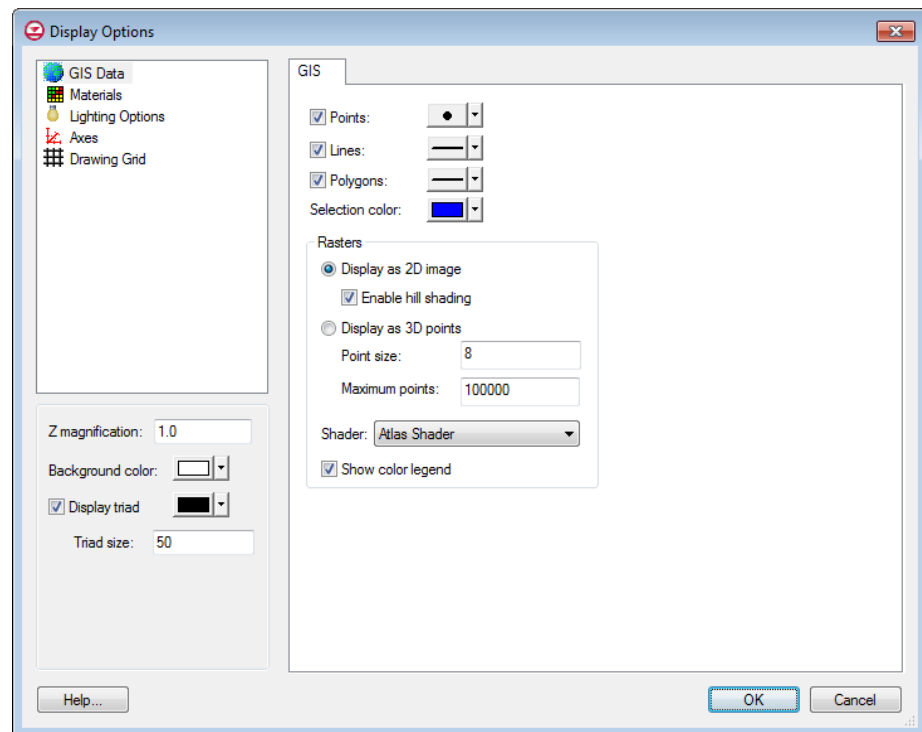 Display Options
GIS Data
Materials
Lighting Options
Axes
Drawing Grid
Z magnification: 1.0
Background color:
Display triad
Triad size: 50
GIS
Points:
Lines:
Polygons:
Selection color:
Rasters
Display as 2D image
Enable hill shading
Display as 3D points
Point size: 8
Maximum points: 100000
Shader: Atlas Shader
Show color legend
Help...
OK
Cancel